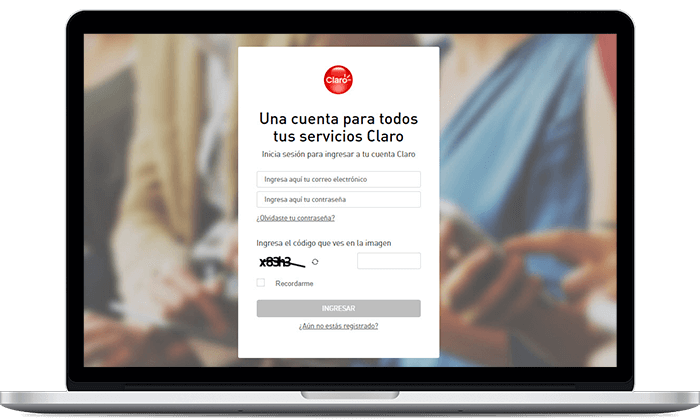 Claro
Una cuenta para todos
tus servicios Claro
Inicia sesión para ingresar a tu cuenta Claro
Ingresa aquí tu correo electrónico
Ingresa aquí tu contraseña
¿Olvidaste tu contraseña?
Ingresa el código que ves en la imagen
Recordarme
INGRESAR
¿Aún no estás registrado?